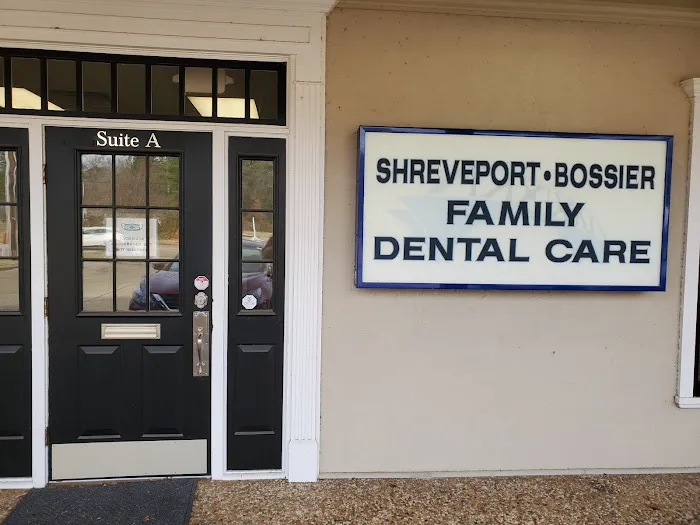 Suite A
SHREVEPORT • BOSSIER
FAMILY
DENTAL CARE